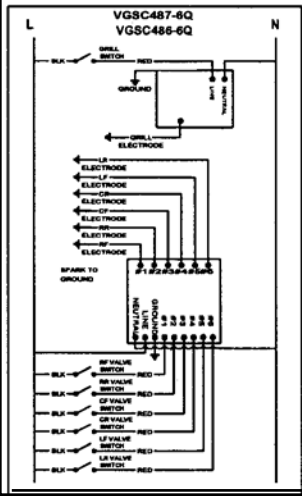 VGSC487-6Q
VGSC486-6Q
L
N
GRILL
SWITCH
BLK
RED
GROUND
LINE
NEUTRAL
GRILL
ELECTRODE
LR
ELECTRODE
LF
ELECTRODE
CR
ELECTRODE
CF
ELECTRODE
RR
ELECTRODE
RF
ELECTRODE
#1 #2 #3 #4 #5 #6
SPARK TO
GROUND
NEUTRAL
LINE
GROUND
#1
#2
#3
#4
#5
#6
RF VALVE
SWITCH
BLK
RED
RR VALVE
SWITCH
BLK
RED
CF VALVE
SWITCH
BLK
RED
CR VALVE
SWITCH
BLK
RED
LF VALVE
SWITCH
BLK
RED
LR VALVE
SWITCH
BLK
RED